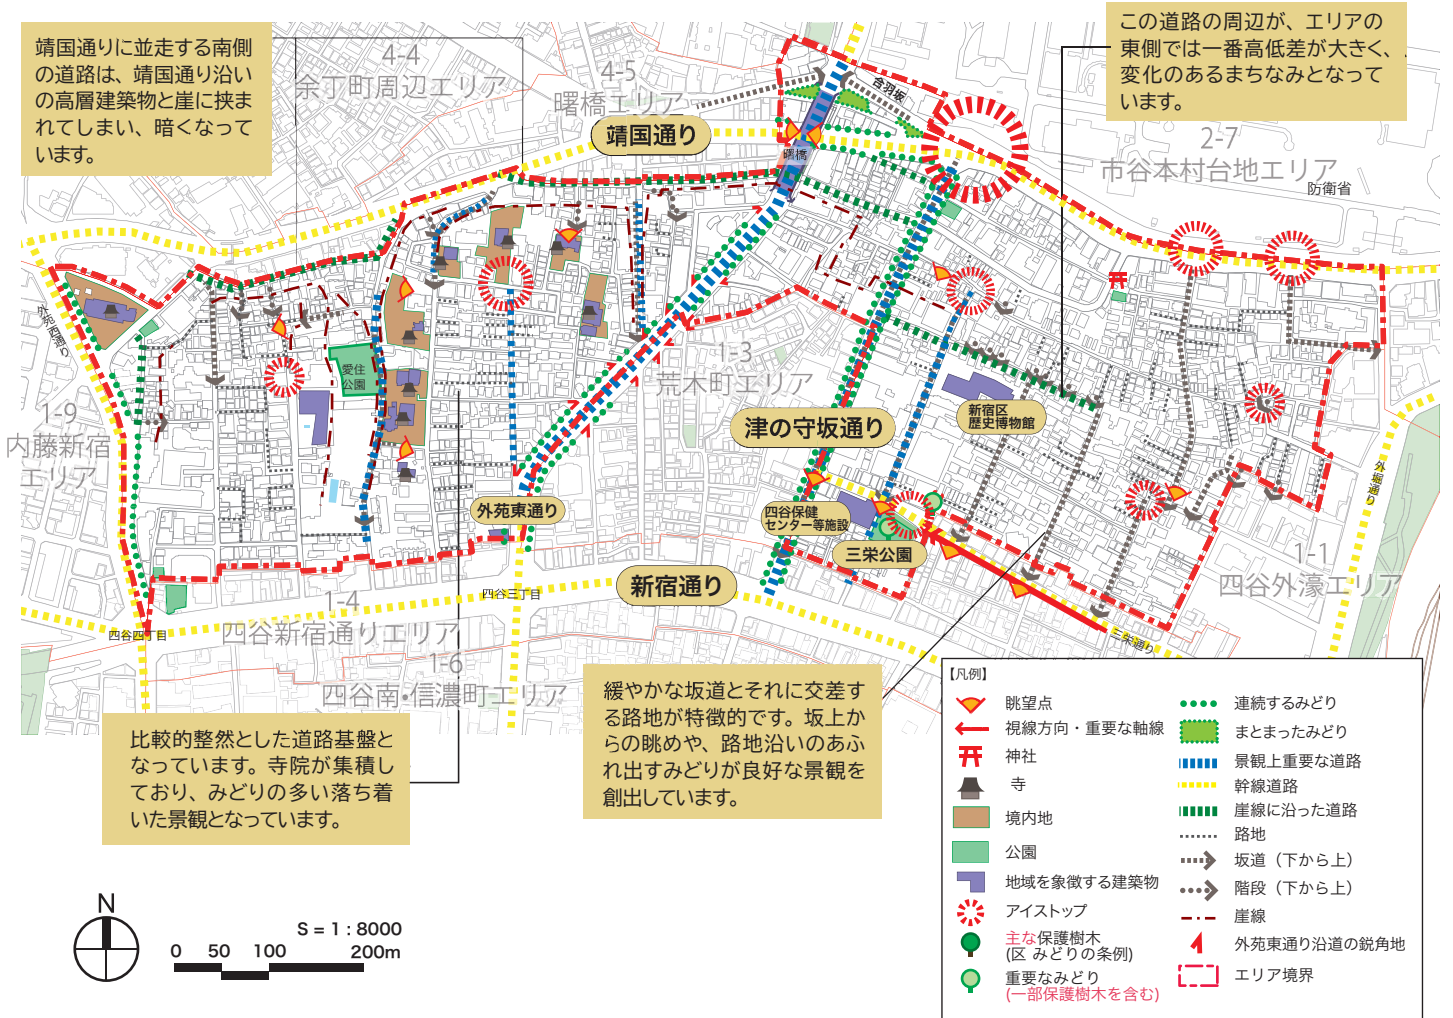 靖国通りに並走する南側
の道路は、靖国通り沿い
の高層建築物と崖に挟ま
れてしまい、暗くなって
います。
この道路の周辺が、エリアの
東側では一番高低差が大きく、
変化のあるまちなみとなって
います。
4-4
余丁町周辺エリア
4-5
曙橋エリア
合羽坂
靖国通り
曙橋
2-7
市谷本村台地エリア
防衛省
外苑西通り
愛住
公園
1-3
荒木町エリア
1-9
内藤新宿
エリア
津の守坂通り
新宿区
歴史博物館
外堀通り
外苑東通り
四谷保健
センター等施設
三栄公園
1-1
四谷外濠エリア
新宿通り
四谷三丁目
1-4
四谷新宿通りエリア
四谷四丁目
三栄通り
1-6
四谷南・信濃町エリア
比較的整然とした道路基盤と
なっています。寺院が集積し
ており、みどりの多い落ち着
いた景観となっています。
緩やかな坂道とそれに交差す
る路地が特徴的です。坂上か
らの眺めや、路地沿いのあふ
れ出すみどりが良好な景観を
創出しています。
【凡例】
眺望点
視線方向・重要な軸線
神社
寺
境内地
公園
地域を象徴する建築物
アイストップ
主な保護樹木
(区 みどりの条例)
重要なみどり
(一部保護樹木を含む)
連続するみどり
まとまったみどり
景観上重要な道路
幹線道路
崖線に沿った道路
路地
坂道（下から上）
階段（下から上）
崖線
外苑東通り沿道の鋭角地
エリア境界
N
S = 1 : 8000
0 50 100 200m